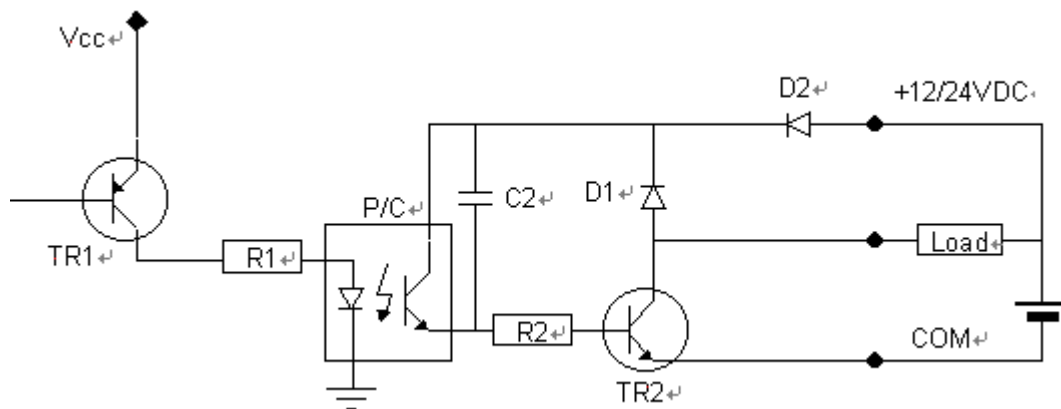 Vcc↵
D2↵
+12/24VDC↵
P/C↵
C2↵
D1↵
TR1↵
R1↵
Load↵
R2↵
COM↵
TR2↵